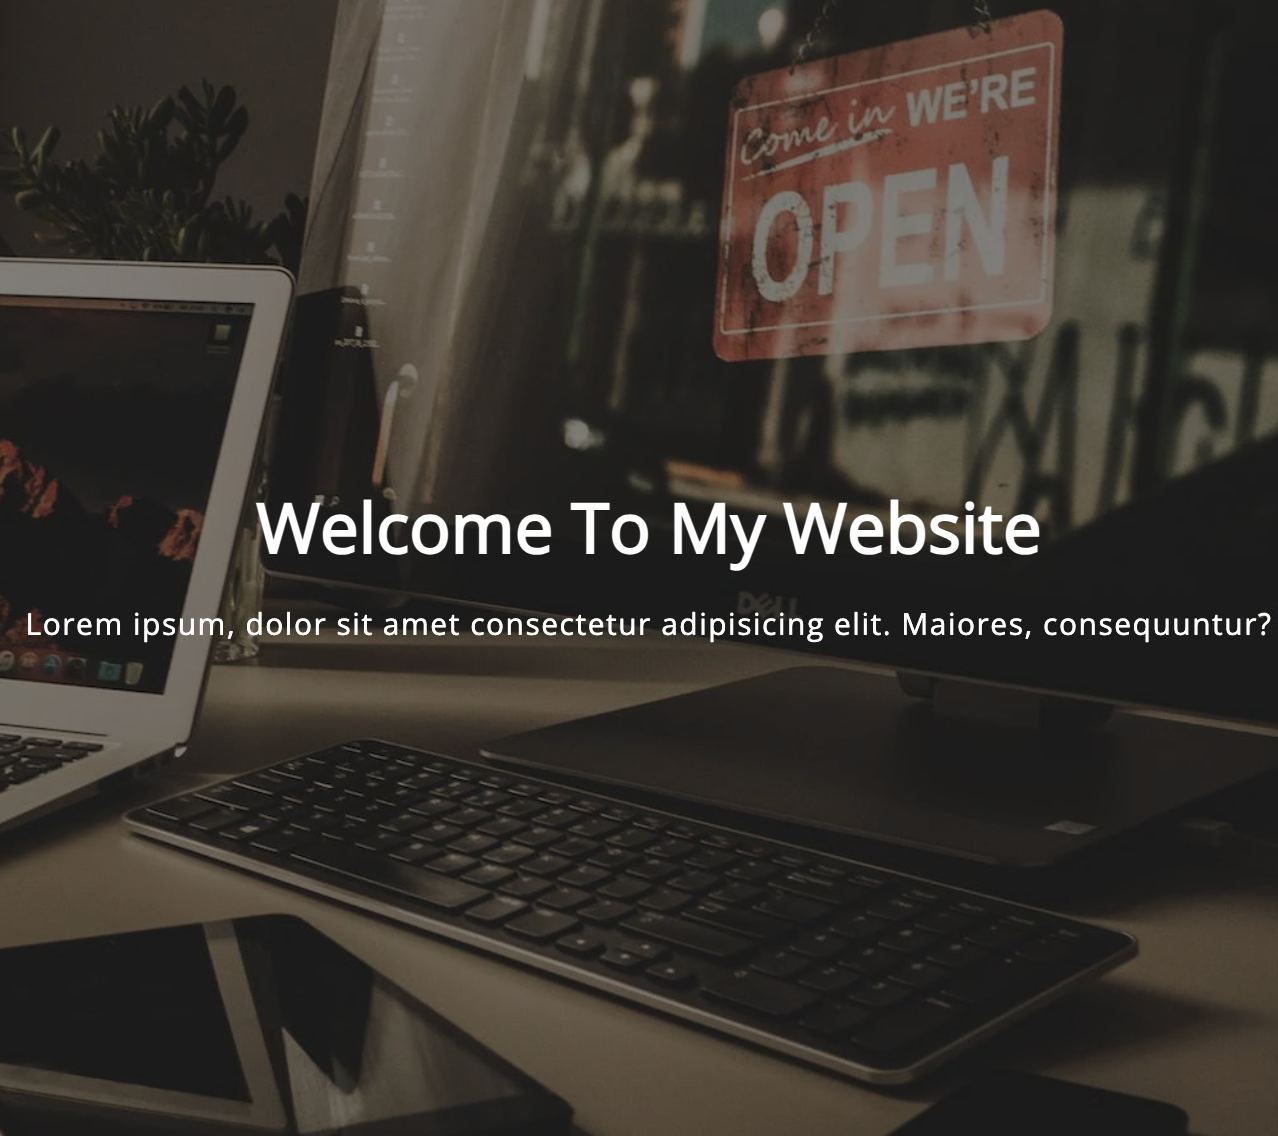 Come in WE'RE
OPEN
Welcome To My Website
DELL
Lorem ipsum, dolor sit amet consectetur adipisicing elit. Maiores, consequuntur?